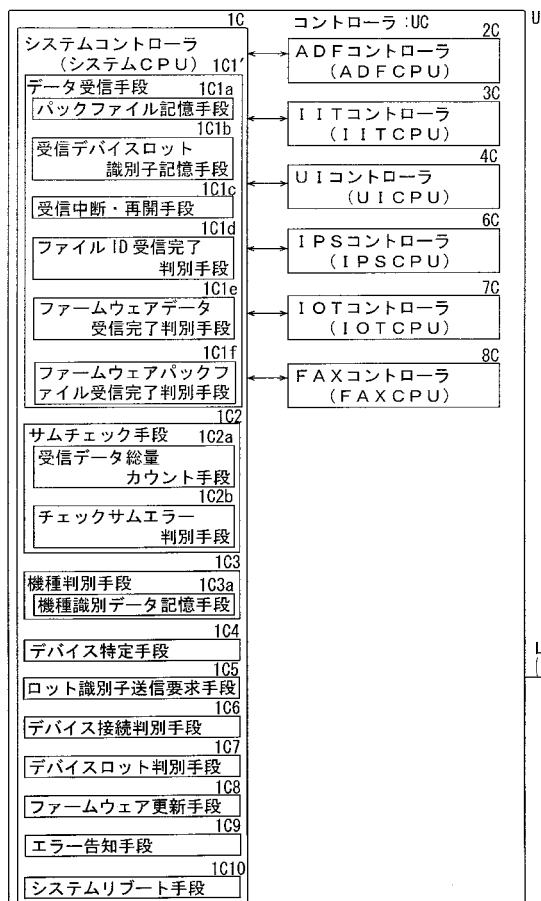 1C
システムコントローラ
(システムCPU) 1C1'
データ受信手段 1C1a
パックファイル記憶手段
1C1b
受信デバイスロット
識別子記憶手段
1C1c
受信中断・再開手段
1C1d
ファイルID受信完了
判別手段
1C1e
ファームウェアデータ
受信完了判別手段
1C1f
ファームウェアパックフ
ァイル受信完了判別手段
1C2
サムチェック手段 1C2a
受信データ総量
カウント手段
1C2b
チェックサムエラー
判別手段
1C3
機種判別手段 1C3a
機種識別データ記憶手段
1C4
デバイス特定手段
1C5
ロット識別子送信要求手段
1C6
デバイス接続判別手段
1C7
デバイスロット判別手段
1C8
ファームウェア更新手段
1C9
エラー告知手段
1C10
システムリブート手段
コントローラ:UC
2C
ADFコントローラ
(ADFCPU)
3C
IITコントローラ
(IITCPU)
4C
UIコントローラ
(UICPU)
6C
IPSコントローラ
(IPSCPU)
7C
IOTコントローラ
(IOTCPU)
8C
FAXコントローラ
(FAXCPU)
U
L